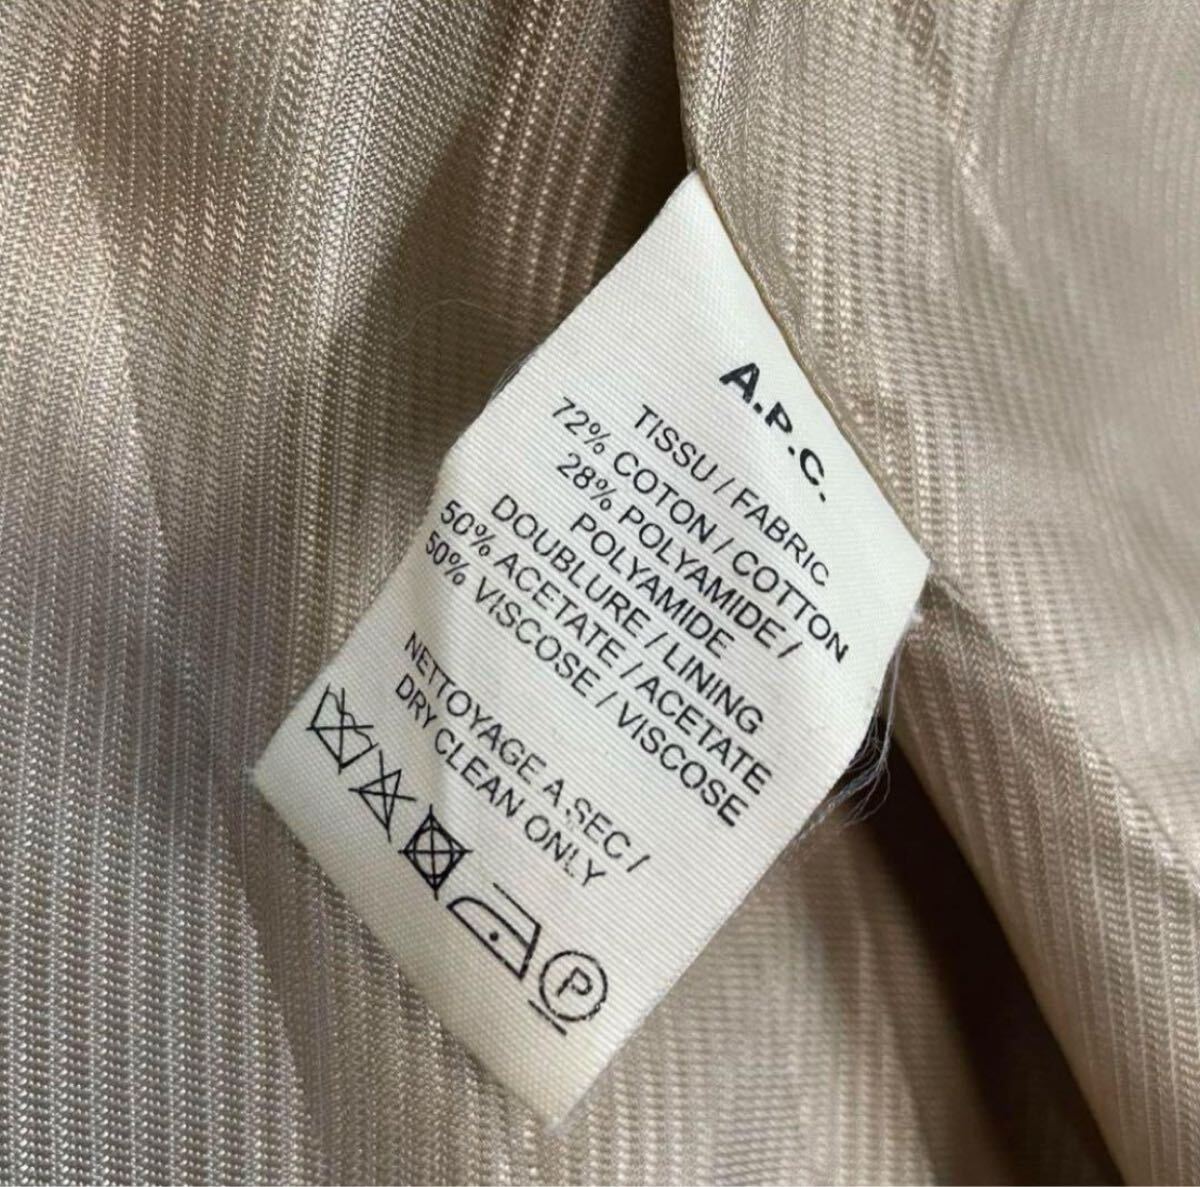 A.P.C.
TISSU / FABRIC
72% COTON / COTTON
28% POLYAMIDE /
POLYAMIDE
DOUBLURE / LINING
50% ACETATE / ACETATE
50% VISCOSE / VISCOSE
NETTOYAGE A SEC /
DRY CLEAN ONLY
P